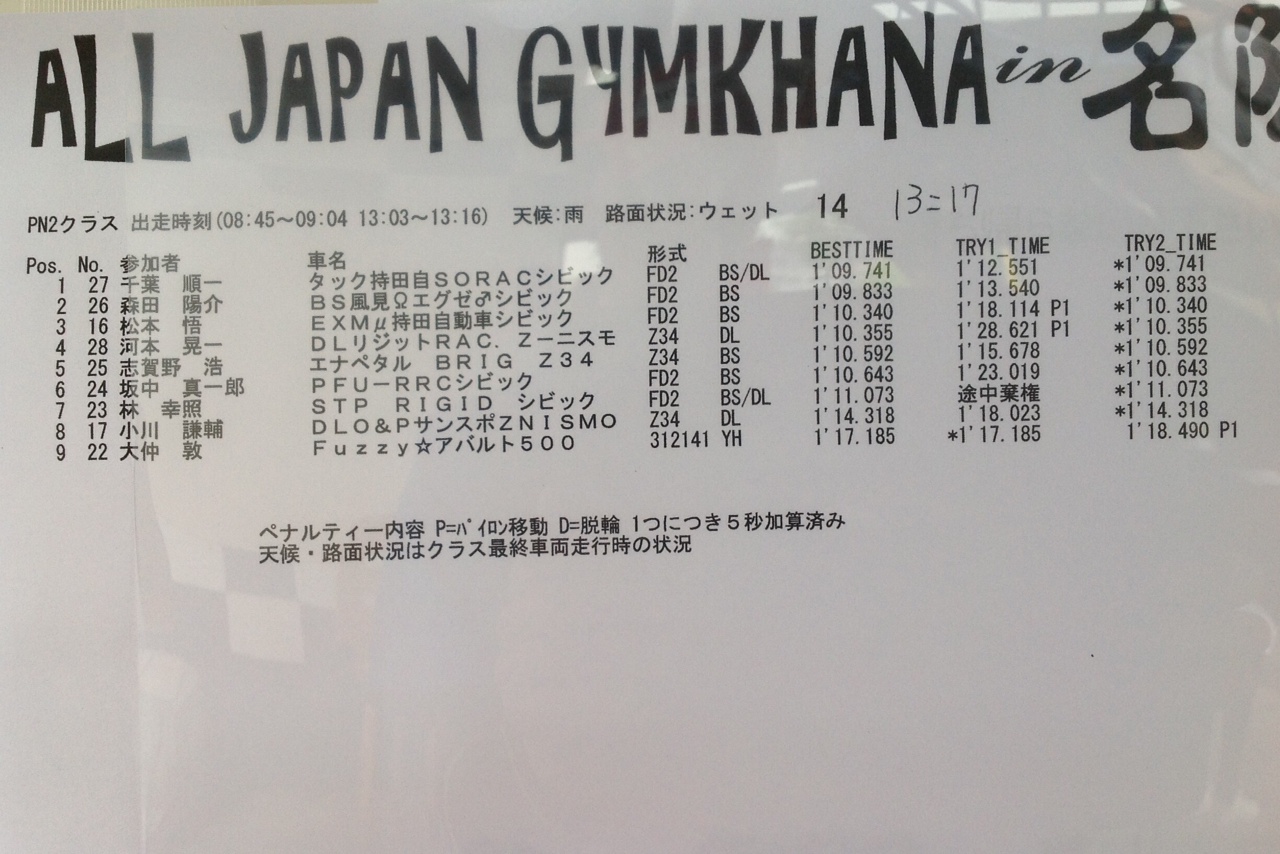 ALL JAPAN GYMKHANA in 名阪
PN2クラス 出走時刻(08:45～09:04 13:03～13:16) 天候:雨 路面状況:ウェット 14 13:17
Pos. No. 参加者 車名 形式 BESTTIME TRY1_TIME TRY2_TIME
1 27 千葉 順一 タック持田自ＳＯＲＡＣシビック FD2 BS/DL 1'09.741 1'12.551 *1'09.741
2 26 森田 陽介 ＢＳ風見Ωエグゼ♂シビック FD2 BS 1'09.833 1'13.540 *1'09.833
3 16 松本 悟 ＥＸＭμ持田自動車シビック FD2 BS 1'10.340 1'18.114 P1 *1'10.340
4 28 河本 晃一 ＤＬリジットＲＡＣ．Ｚーニスモ Z34 DL 1'10.355 1'28.621 P1 *1'10.355
5 25 志賀野 浩 エナペタル ＢＲＩＧ Ｚ３４ Z34 BS 1'10.592 1'15.678 *1'10.592
6 24 坂中 真一郎 ＰＦＵ－ＲＲＣシビック FD2 BS 1'10.643 1'23.019 *1'10.643
7 23 林 幸照 ＳＴＰ ＲＩＧＩＤ シビック FD2 BS/DL 1'11.073 途中棄権 *1'11.073
8 17 小川 謙輔 ＤＬＯ＆ＰサンスポＺＮＩＳＭＯ Z34 DL 1'14.318 1'18.023 *1'14.318
9 22 大仲 敦 Ｆｕｚｚｙ☆アバルト５００ 312141 YH 1'17.185 *1'17.185 1'18.490 P1
ペナルティー内容 P=ﾊﾟｲﾛﾝ移動 D=脱輪 1つにつき５秒加算済み
天候・路面状況はクラス最終車両走行時の状況